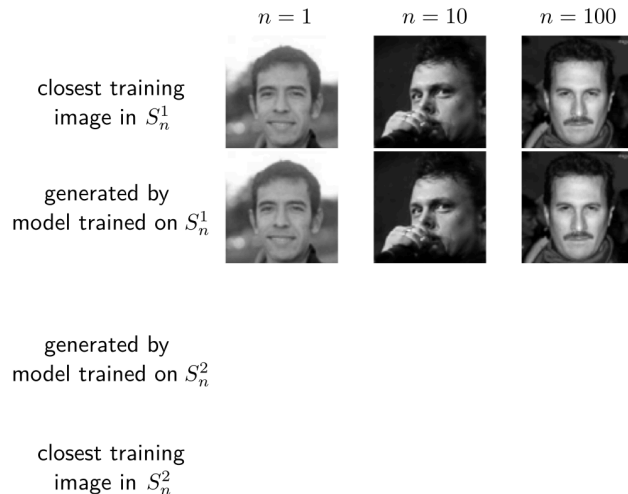 n = 1 n = 10 n = 100
closest training
image in $S_n^1$
generated by
model trained on $S_n^1$
generated by
model trained on $S_n^2$
closest training
image in $S_n^2$